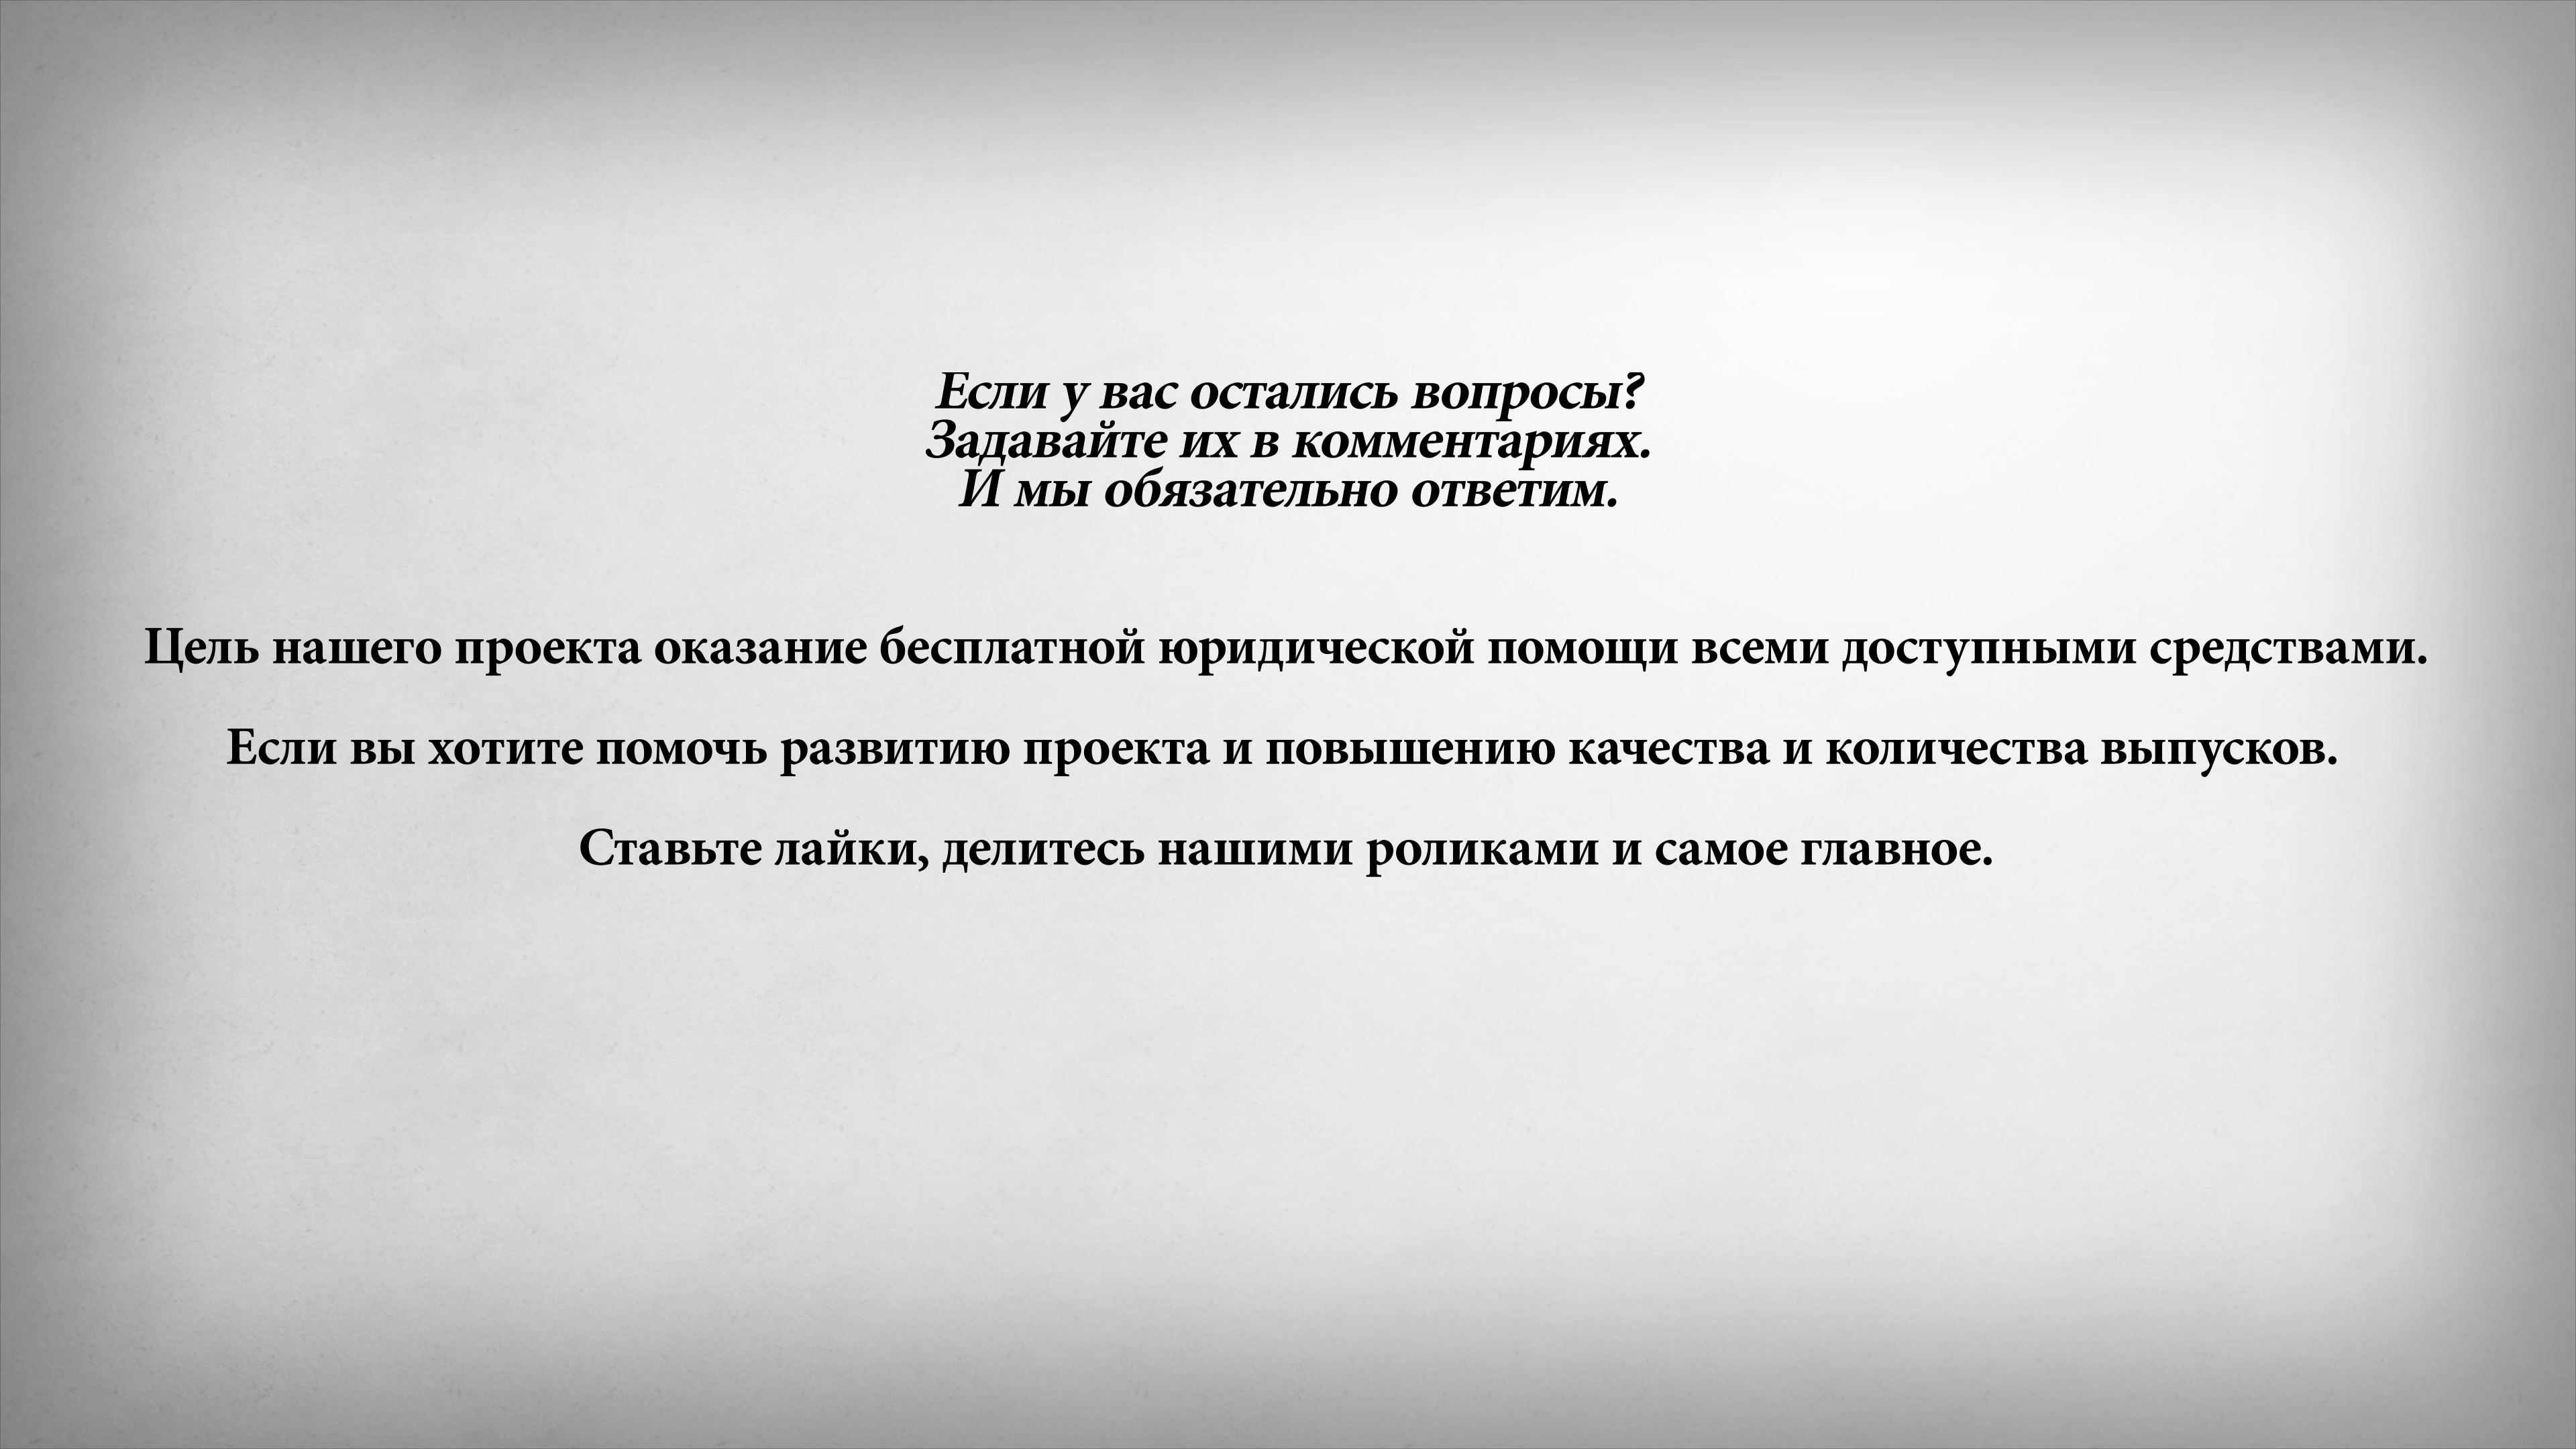 Если у вас остались вопросы?
Задавайте их в комментариях.
И мы обязательно ответим.
Цель нашего проекта оказание бесплатной юридической помощи всеми доступными средствами.
Если вы хотите помочь развитию проекта и повышению качества и количества выпусков.
Ставьте лайки, делитесь нашими роликами и самое главное.